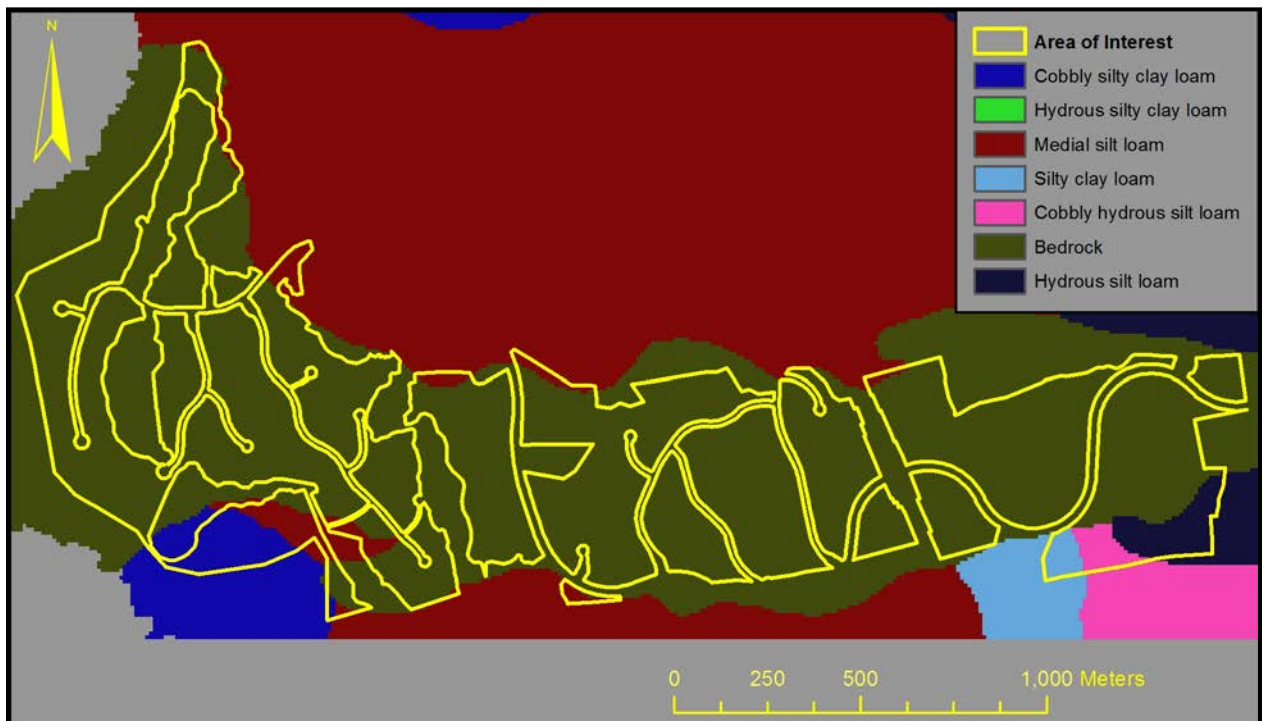 N
Area of Interest
Cobbly silty clay loam
Hydrous silty clay loam
Medial silt loam
Silty clay loam
Cobbly hydrous silt loam
Bedrock
Hydrous silt loam
0 250 500 1,000 Meters